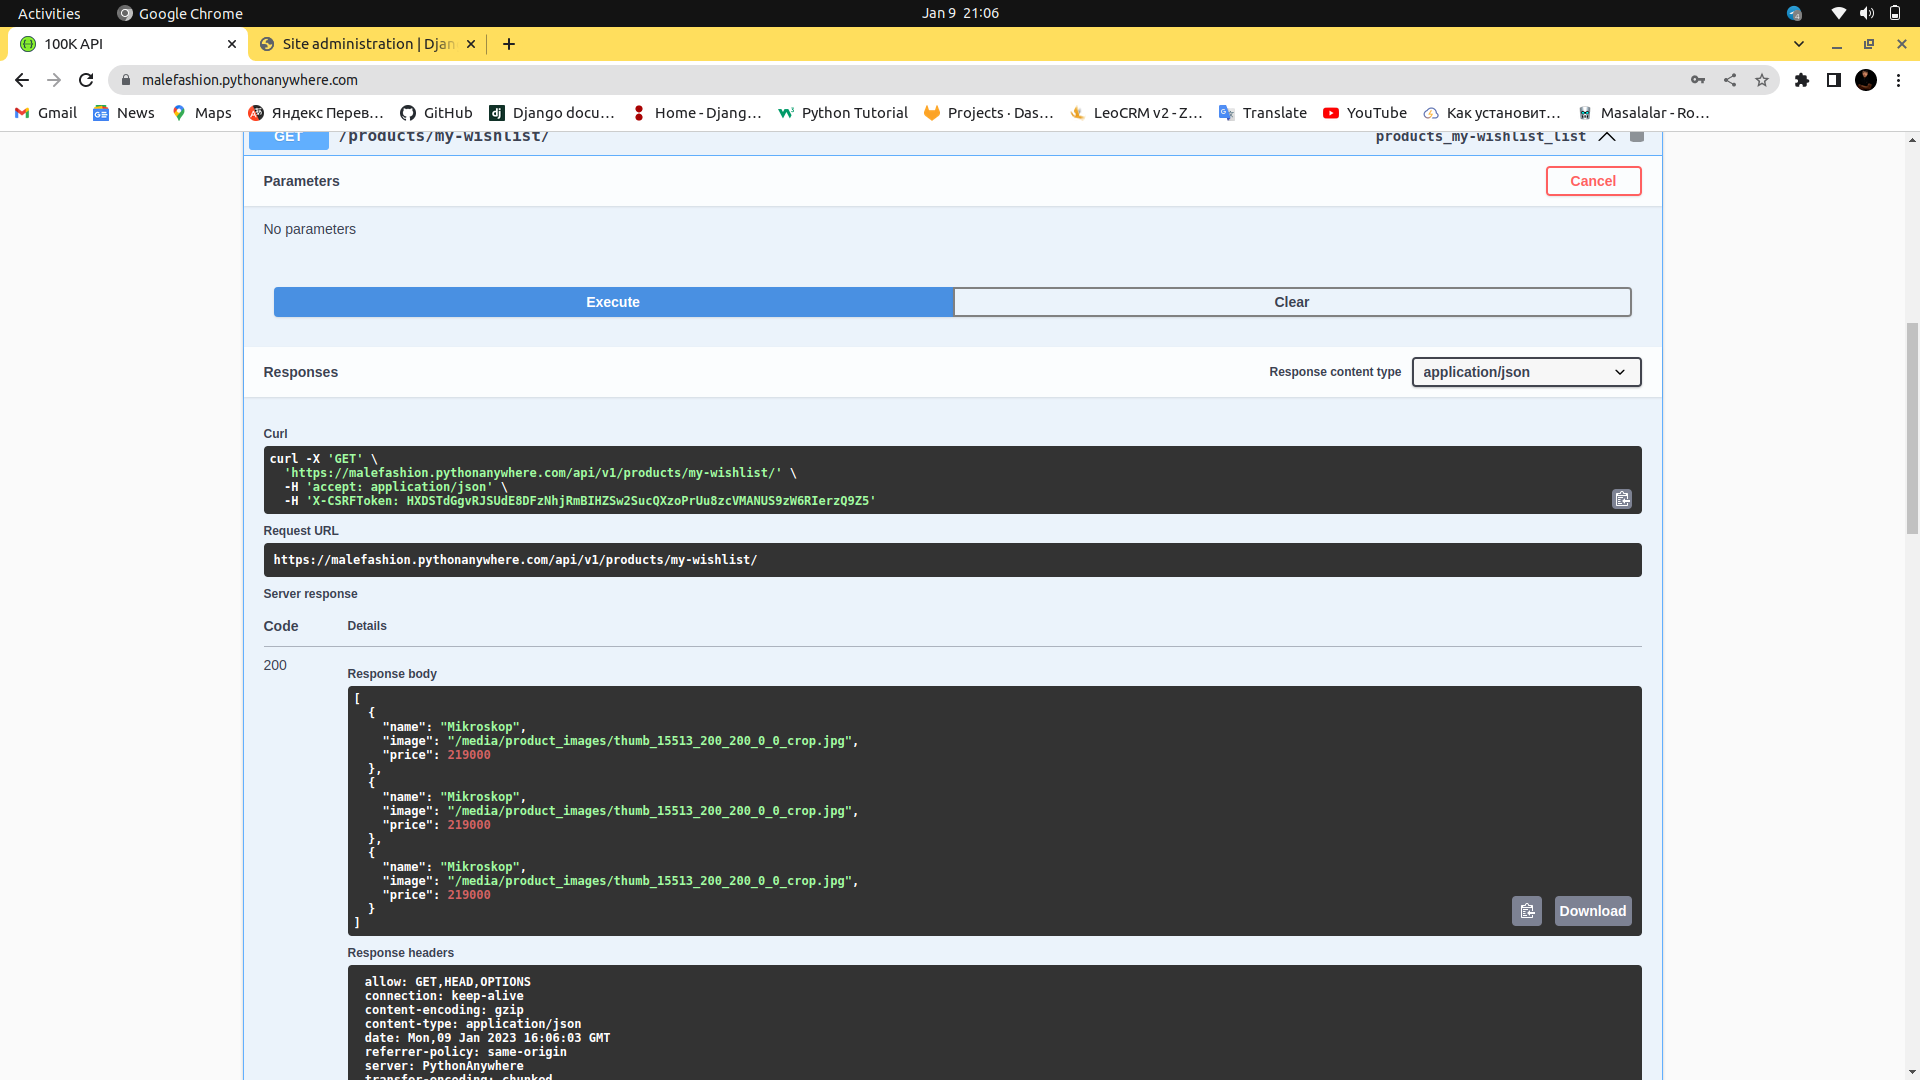 Activities Google Chrome Jan 9 21:06
100K API Site administration | Djan
malefashion.pythonanywhere.com
Gmail News Maps Яндекс Перев... GitHub Django docu... Home - Djang... Python Tutorial Projects · Das... LeoCRM v2 - Z... Translate YouTube Как установит... Masalalar - Ro...
GET /products/my-wishlist/ products_my-wishlist_list
Parameters Cancel
No parameters
Execute Clear
Responses Response content type application/json
Curl
curl -X 'GET' \
'https://malefashion.pythonanywhere.com/api/v1/products/my-wishlist/' \
-H 'accept: application/json' \
-H 'X-CSRFToken: HXDSTdGgvRJSUdE8DFzNhjRmBIHZSw2SucQXzoPrUu8zcVMANUS9zW6RIerzQ9Z5'
Request URL
https://malefashion.pythonanywhere.com/api/v1/products/my-wishlist/
Server response
Code Details
200
Response body
[
{
"name": "Mikroskop",
"image": "/media/product_images/thumb_15513_200_200_0_0_crop.jpg",
"price": 219000
},
{
"name": "Mikroskop",
"image": "/media/product_images/thumb_15513_200_200_0_0_crop.jpg",
"price": 219000
},
{
"name": "Mikroskop",
"image": "/media/product_images/thumb_15513_200_200_0_0_crop.jpg",
"price": 219000
}
]
Download
Response headers
allow: GET,HEAD,OPTIONS
connection: keep-alive
content-encoding: gzip
content-type: application/json
date: Mon,09 Jan 2023 16:06:03 GMT
referrer-policy: same-origin
server: PythonAnywhere
transfer-encoding: chunked